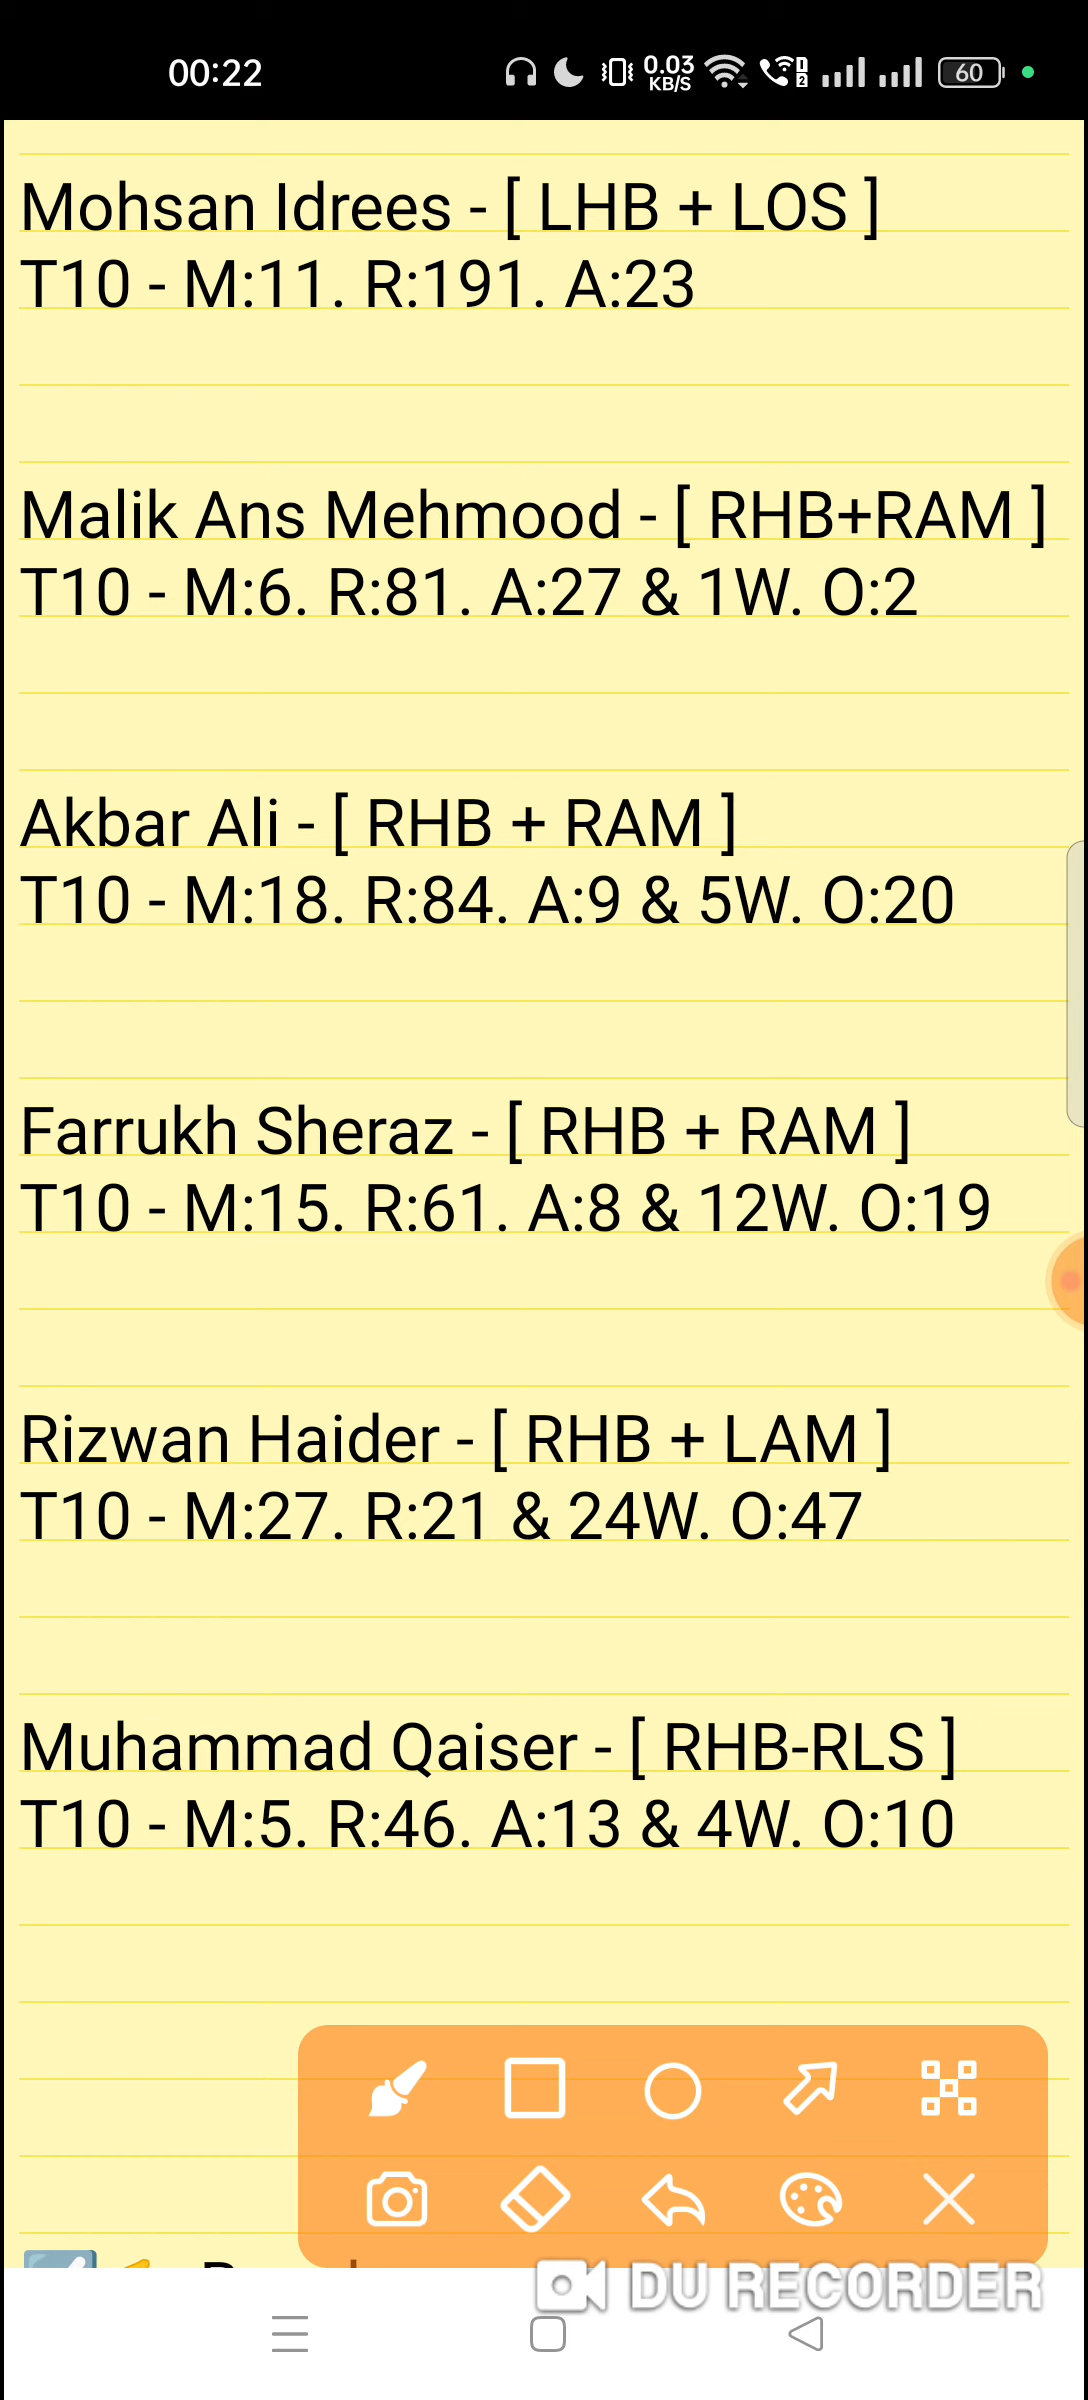 00:22
0.03
KB/S
1
2
60
Mohsan Idrees - [ LHB + LOS ]
T10 - M:11. R:191. A:23
Malik Ans Mehmood - [ RHB+RAM ]
T10 - M:6. R:81. A:27 & 1W. O:2
Akbar Ali - [ RHB + RAM ]
T10 - M:18. R:84. A:9 & 5W. O:20
Farrukh Sheraz - [ RHB + RAM ]
T10 - M:15. R:61. A:8 & 12W. O:19
Rizwan Haider - [ RHB + LAM ]
T10 - M:27. R:21 & 24W. O:47
Muhammad Qaiser - [ RHB-RLS ]
T10 - M:5. R:46. A:13 & 4W. O:10
DU RECORDER